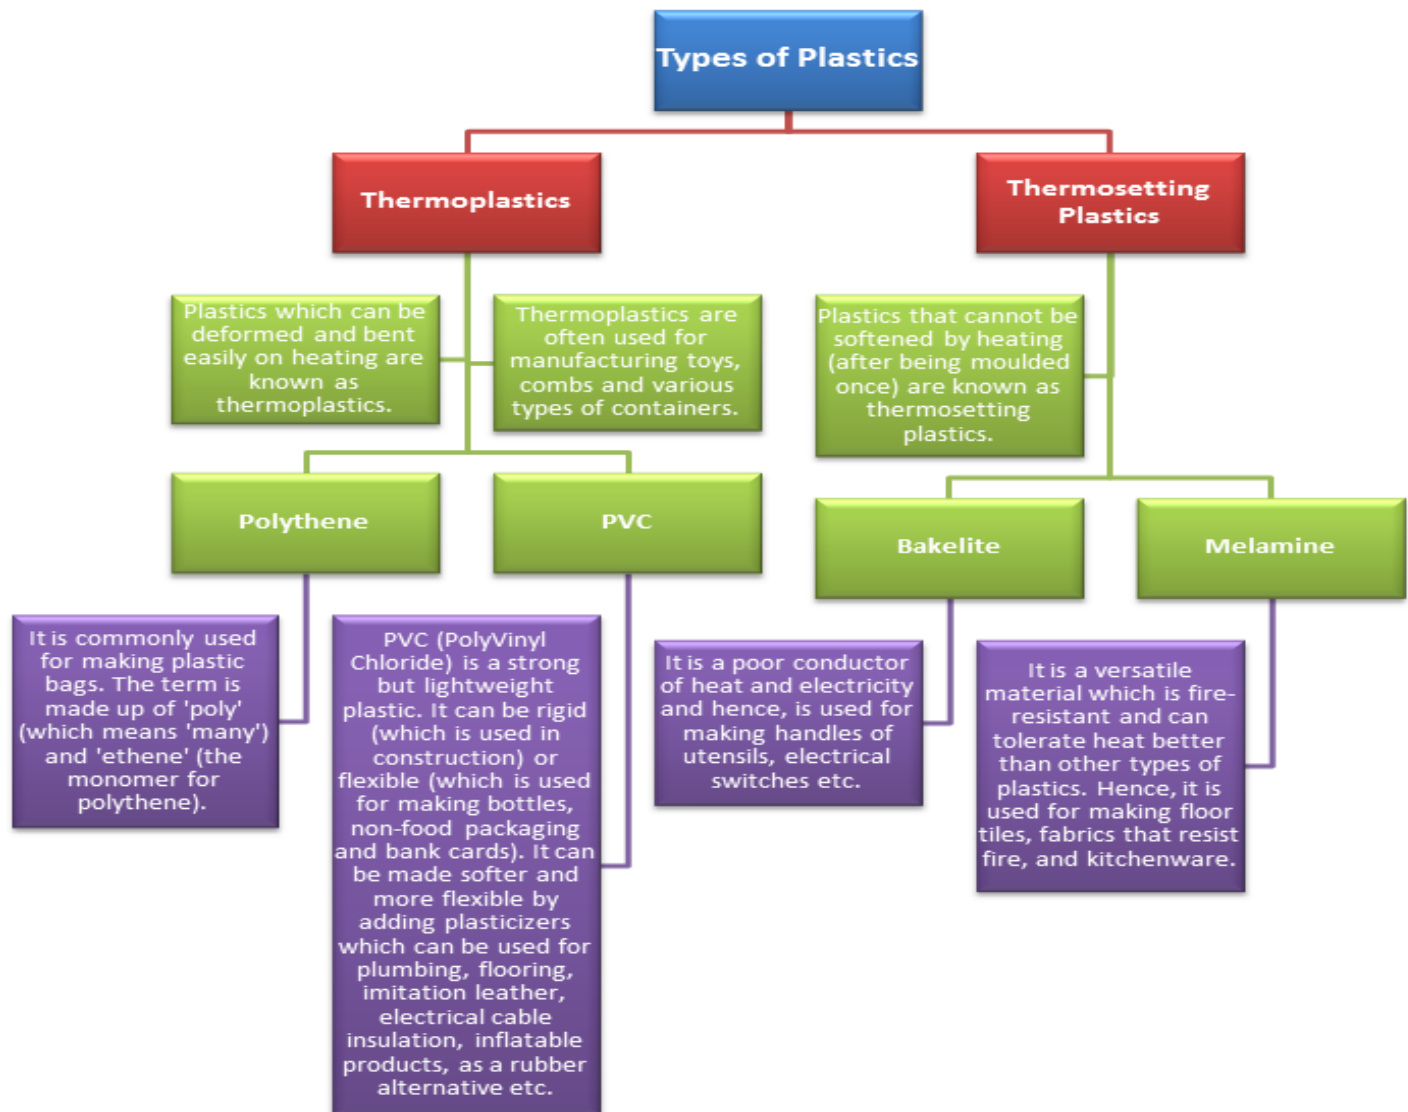 Types of Plastics
Thermoplastics
Thermosetting
Plastics
Plastics which can be
deformed and bent
easily on heating are
known as
thermoplastics.
Thermoplastics are
often used for
manufacturing toys,
combs and various
types of containers.
Plastics that cannot be
softened by heating
(after being moulded
once) are known as
thermosetting
plastics.
Polythene
PVC
Bakelite
Melamine
It is commonly used
for making plastic
bags. The term is
made up of 'poly'
(which means 'many')
and 'ethene' (the
monomer for
polythene).
PVC (PolyVinyl
Chloride) is a strong
but lightweight
plastic. It can be rigid
(which is used in
construction) or
flexible (which is used
for making bottles,
non-food packaging
and bank cards). It can
be made softer and
more flexible by
adding plasticizers
which can be used for
plumbing, flooring,
imitation leather,
electrical cable
insulation, inflatable
products, as a rubber
alternative etc.
It is a poor conductor
of heat and electricity
and hence, is used for
making handles of
utensils, electrical
switches etc.
It is a versatile
material which is fire-
resistant and can
tolerate heat better
than other types of
plastics. Hence, it is
used for making floor
tiles, fabrics that resist
fire, and kitchenware.